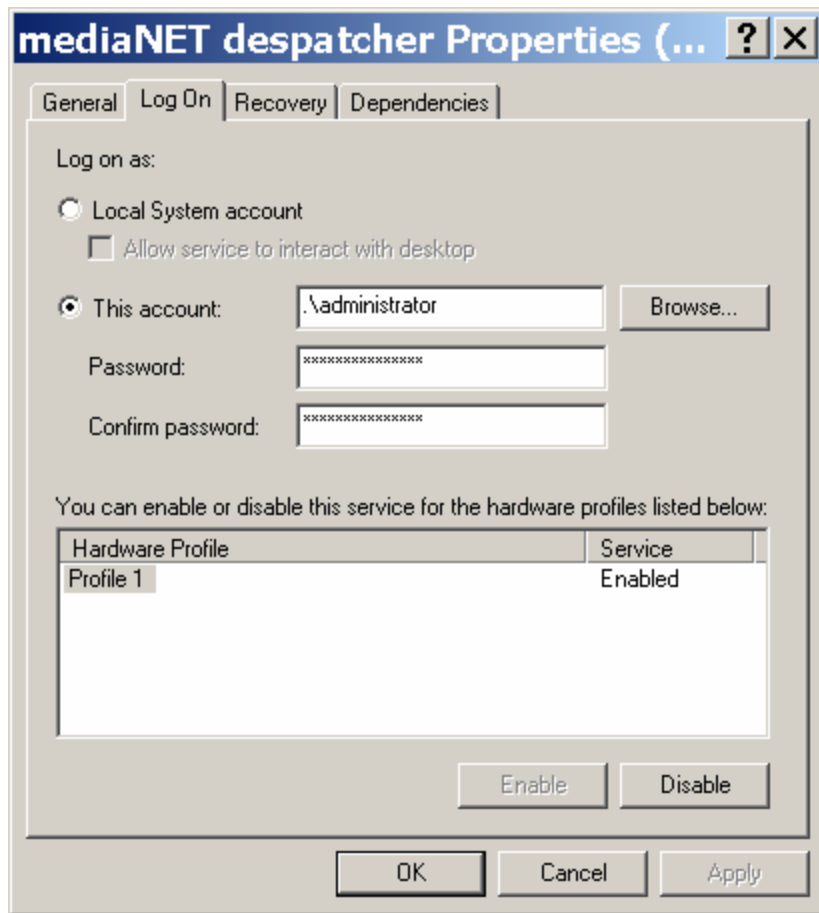 mediaNET despatcher Properties (...
General Log On Recovery Dependencies
Log on as:
Local System account
Allow service to interact with desktop
This account: .\administrator Browse...
Password: ***************
Confirm password: ***************
You can enable or disable this service for the hardware profiles listed below:
Hardware Profile Service
Profile 1 Enabled
Enable Disable
OK Cancel Apply